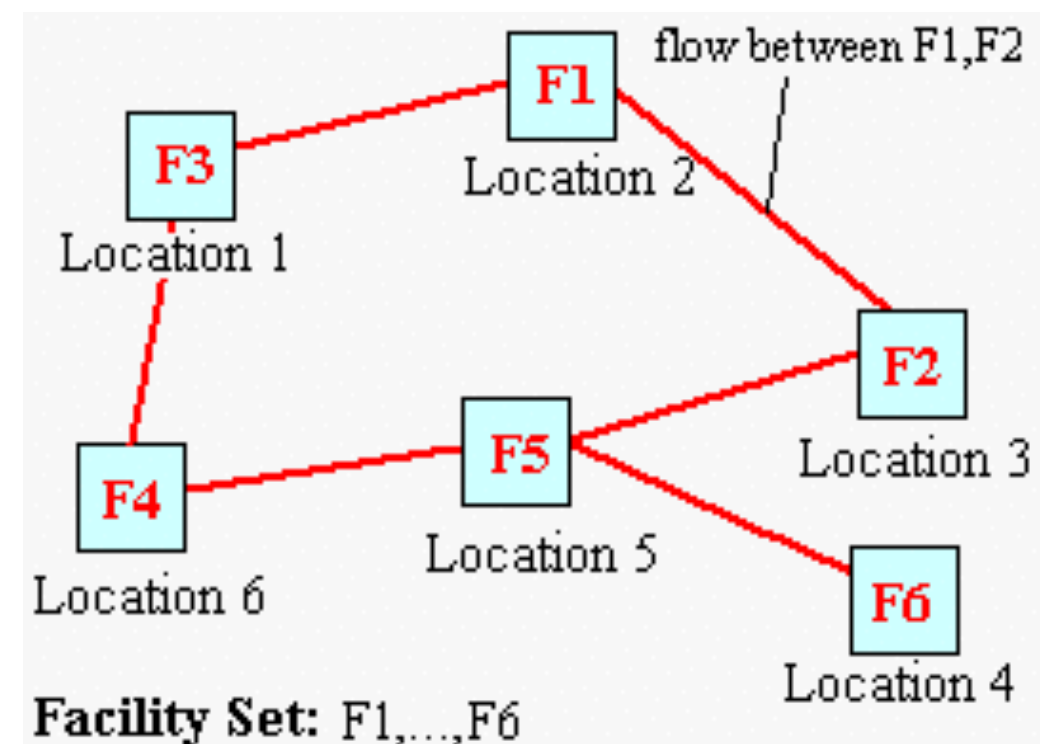 flow between F1,F2
F1
Location 2
F3
Location 1
F2
Location 3
F5
Location 5
F4
Location 6
F6
Location 4
Facility Set: F1,...,F6